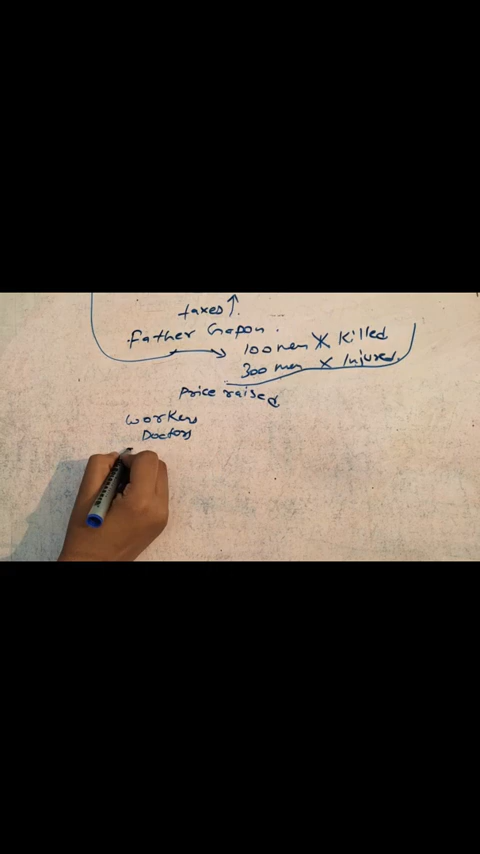 taxes ↑.
Father Gapon.
100 men X Killed
300 men X Injured.
Price raised
Workers
Doctors